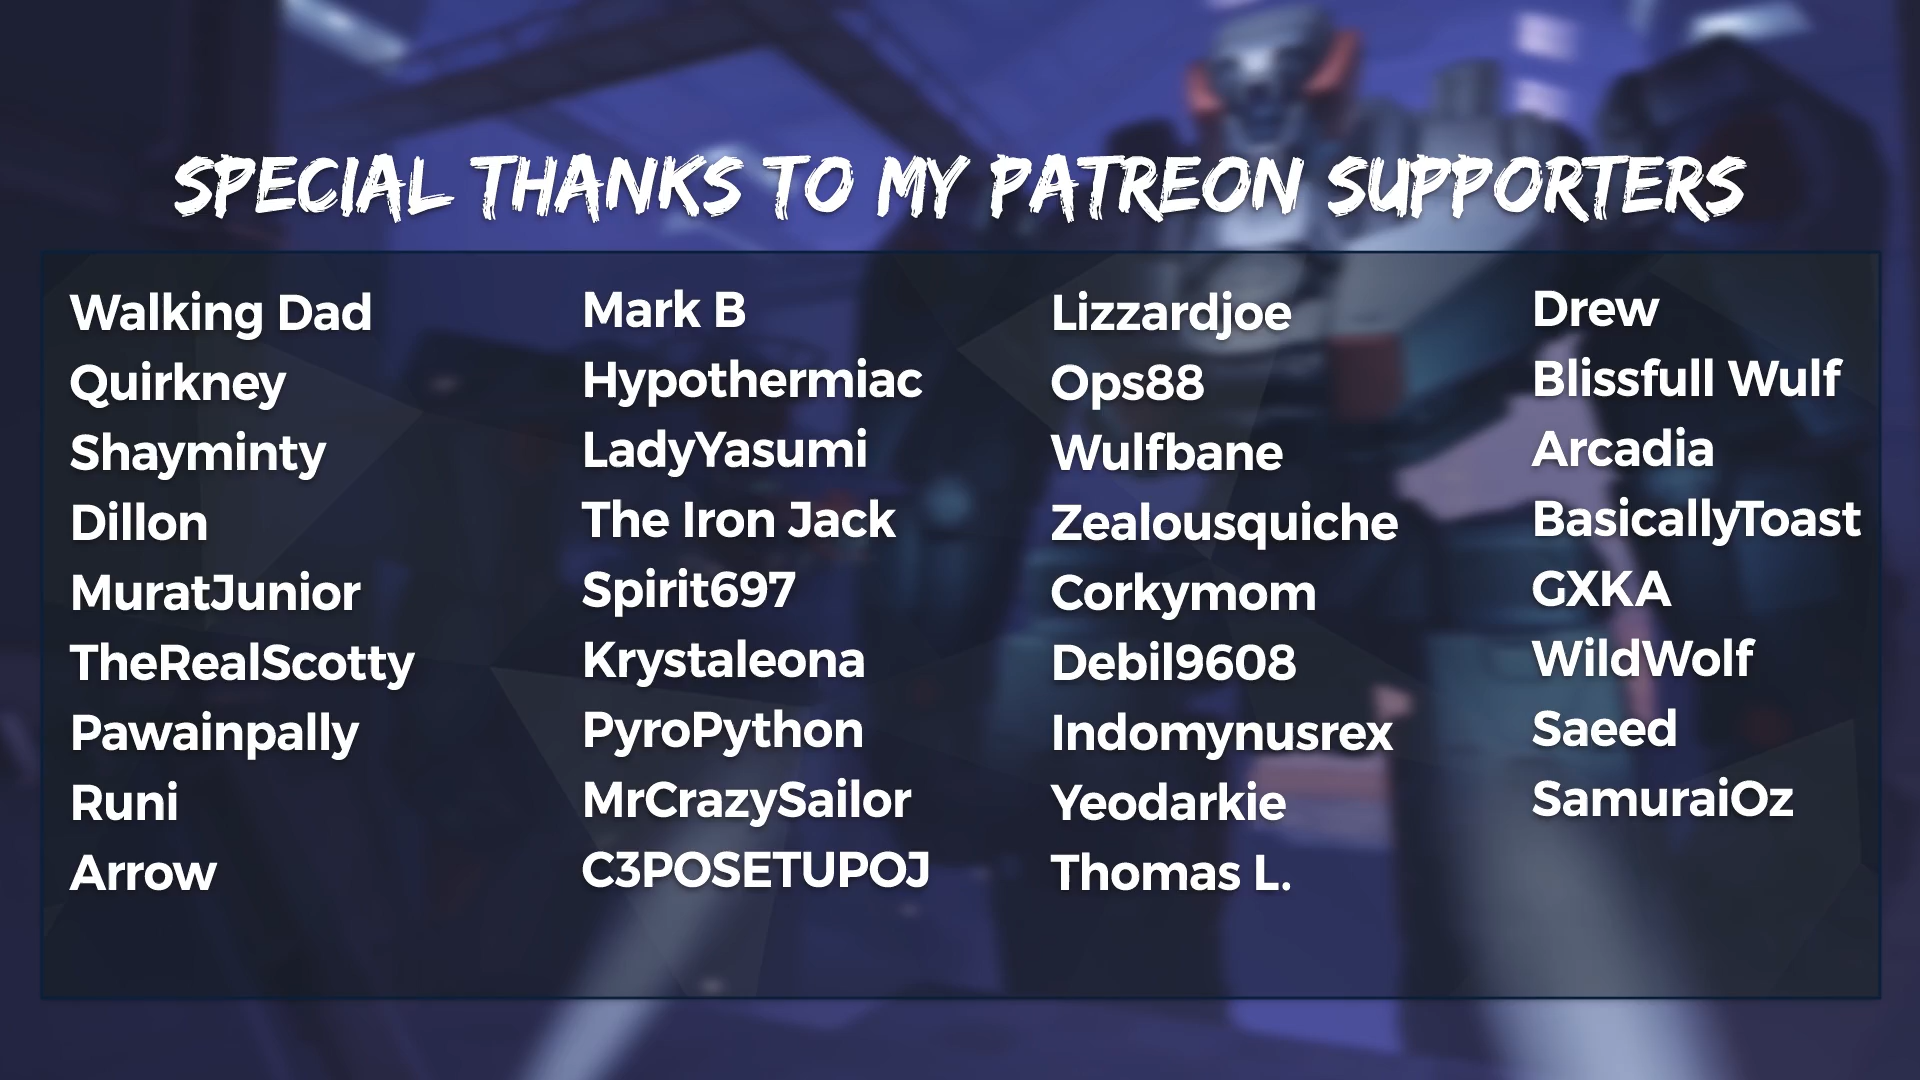 SPECIAL THANKS TO MY PATREON SUPPORTERS
Walking Dad
Quirkney
Shayminty
Dillon
MuratJunior
TheRealScotty
Pawainpally
Runi
Arrow
Mark B
Hypothermiac
LadyYasumi
The Iron Jack
Spirit697
Krystaleona
PyroPython
MrCrazySailor
C3POSETUPOJ
Lizzardjoe
Ops88
Wulfbane
Zealousquiche
Corkymom
Debil9608
Indomynusrex
Yeodarkie
Thomas L.
Drew
Blissfull Wulf
Arcadia
BasicallyToast
GXKA
WildWolf
Saeed
SamuraiOz